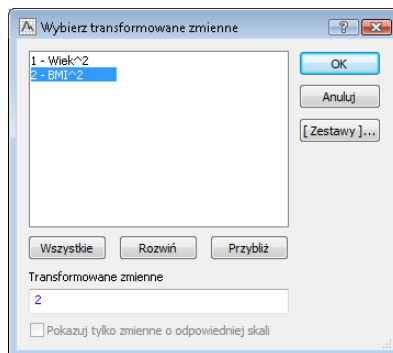 Wybierz transformowane zmienne
1 - Wiek^2
2 - BMI^2
OK
Anuluj
[ Zestawy ]...
Wszystkie Rozwiń Przybliż
Transformowane zmienne
2
Pokazuj tylko zmienne o odpowiedniej skali